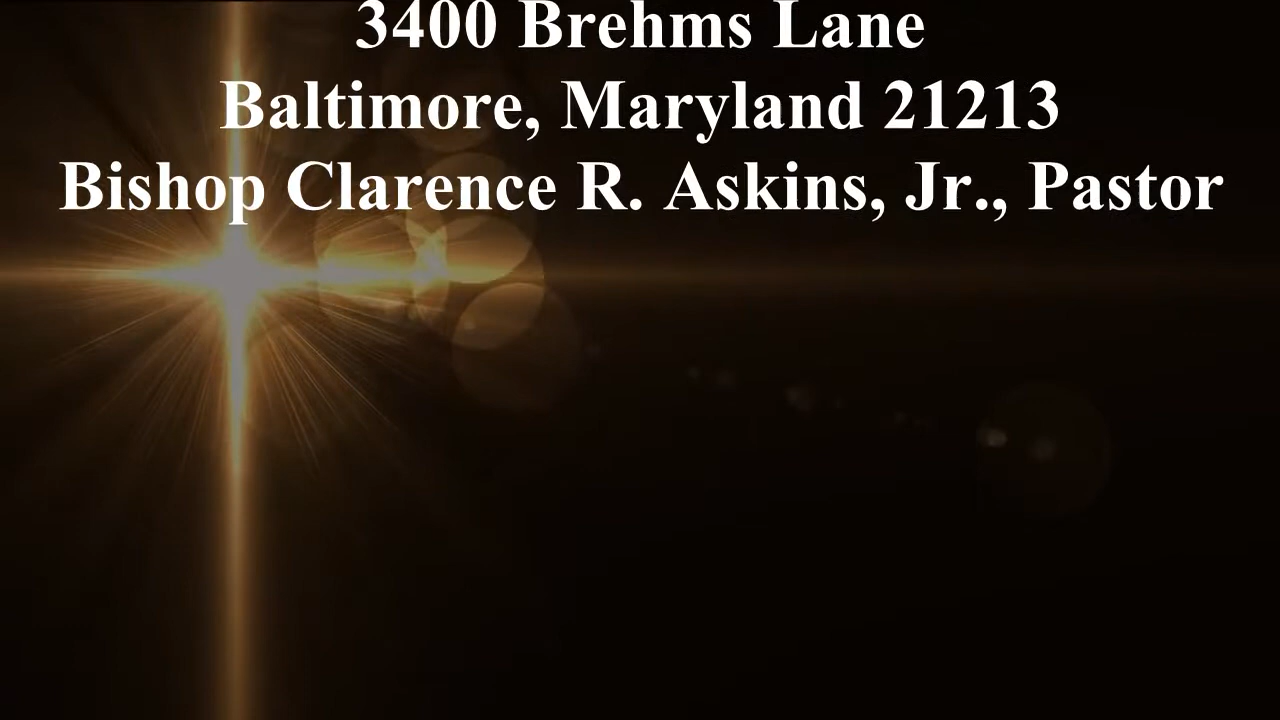 3400 Brehms Lane
Baltimore, Maryland 21213
Bishop Clarence R. Askins, Jr., Pastor